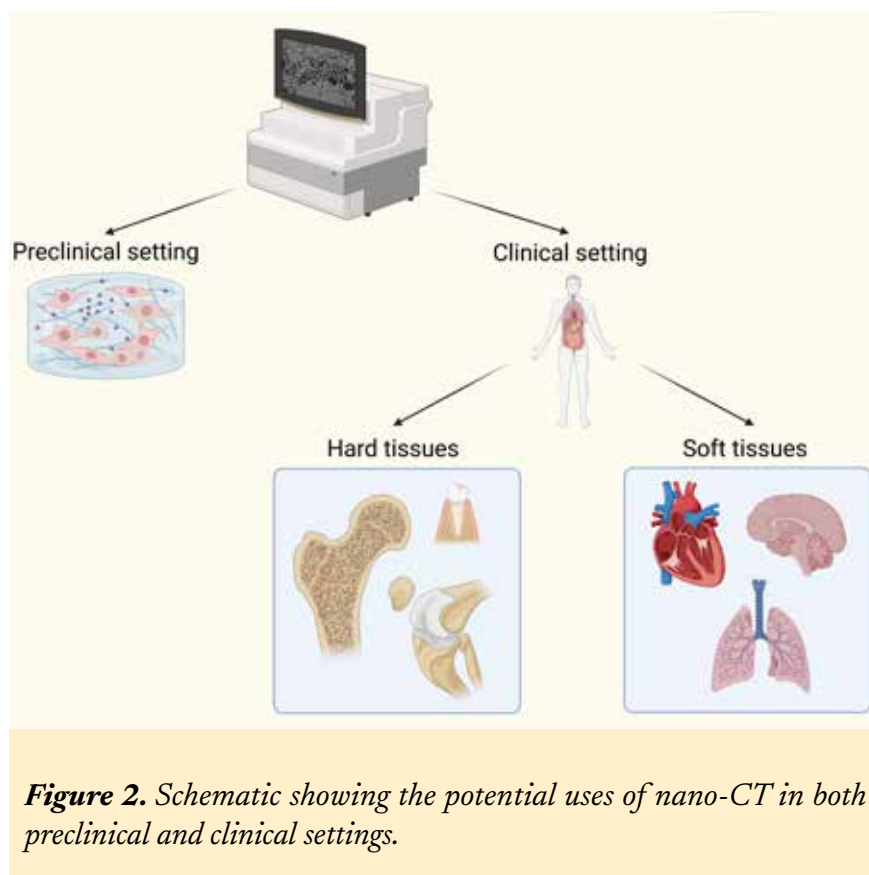 Preclinical setting
Clinical setting
Hard tissues
Soft tissues
Figure 2. Schematic showing the potential uses of nano-CT in both
preclinical and clinical settings.